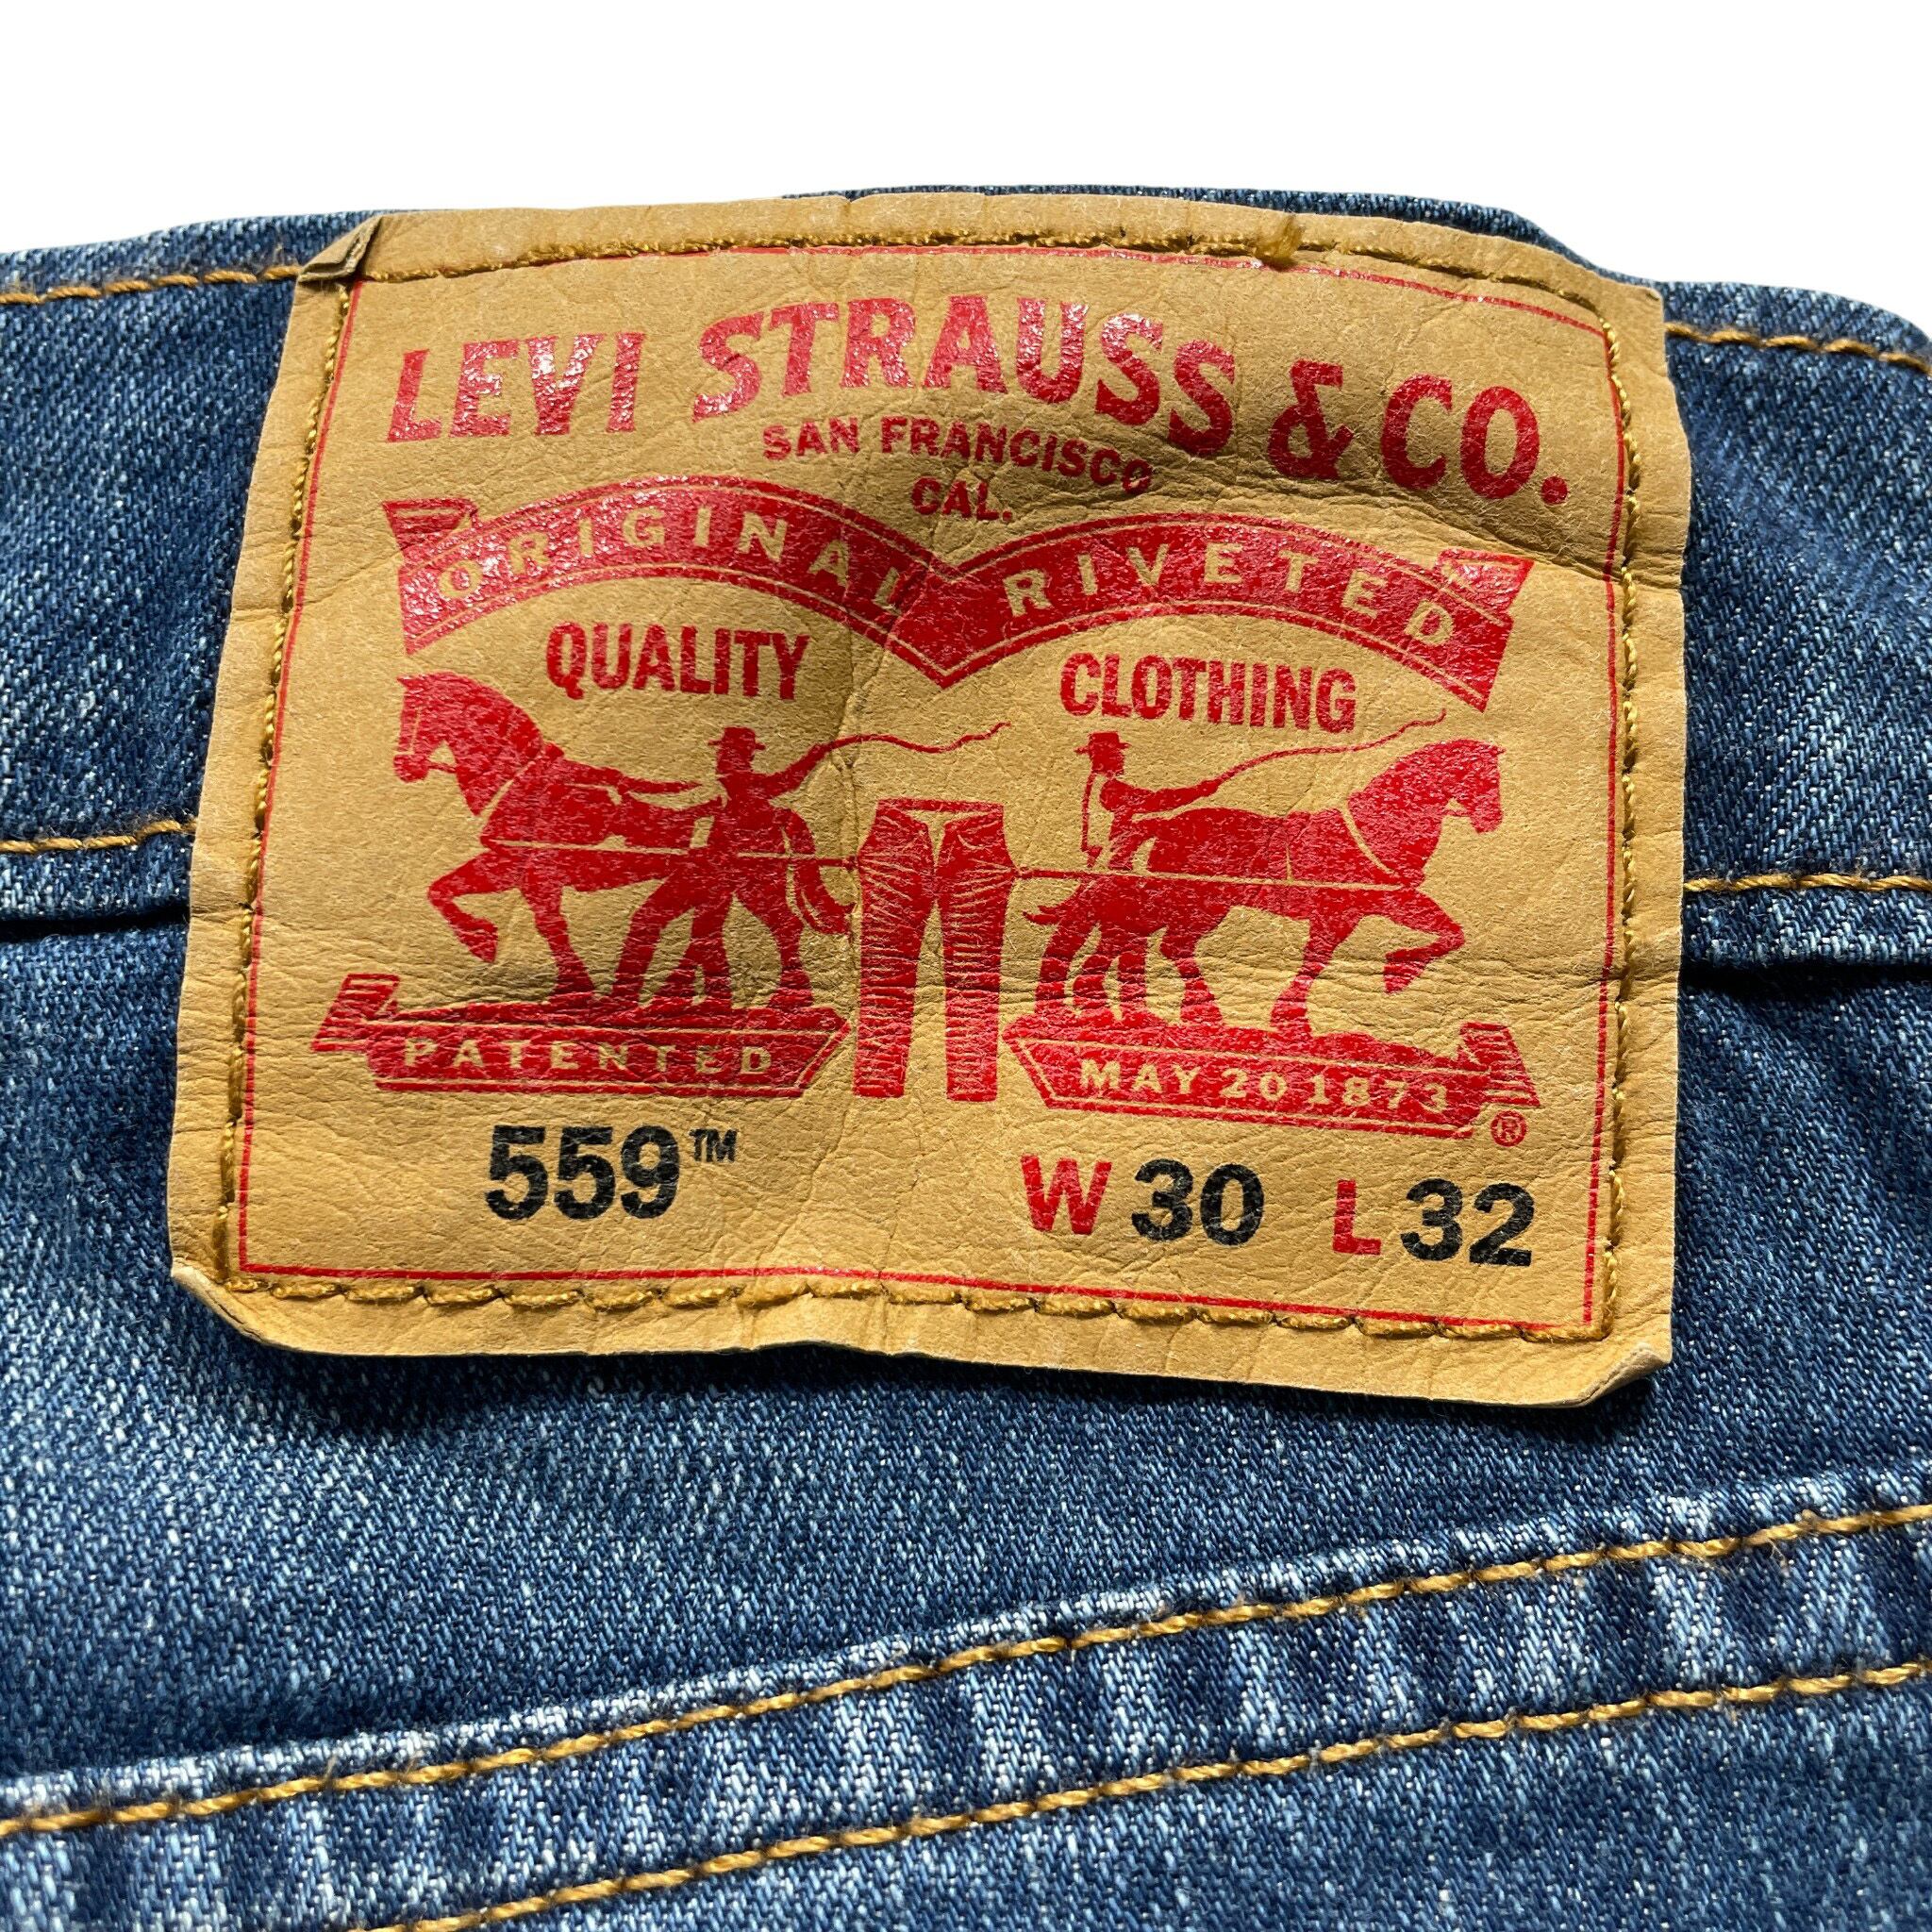 LEVI STRAUSS & CO.
SAN FRANCISCO
CAL.
ORIGINAL RIVETED
QUALITY CLOTHING
PATENTED MAY 20 1873 ®
559™ W 30 L 32